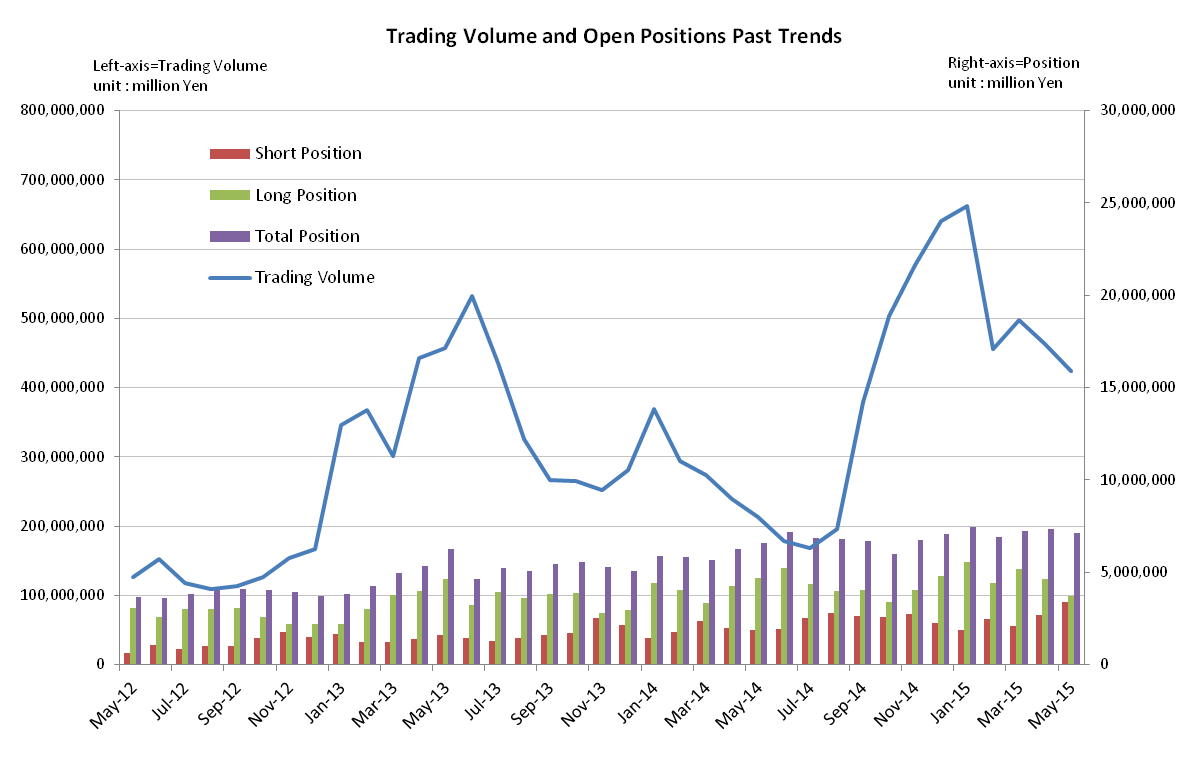 Trading Volume and Open Positions Past Trends
Left-axis=Trading Volume
unit : million Yen
Right-axis=Position
unit : million Yen
800,000,000
700,000,000
600,000,000
500,000,000
400,000,000
300,000,000
200,000,000
100,000,000
0
Short Position
Long Position
Total Position
Trading Volume
30,000,000
25,000,000
20,000,000
15,000,000
10,000,000
5,000,000
0
May-12
Jul-12
Sep-12
Nov-12
Jan-13
Mar-13
May-13
Jul-13
Sep-13
Nov-13
Jan-14
Mar-14
May-14
Jul-14
Sep-14
Nov-14
Jan-15
Mar-15
May-15